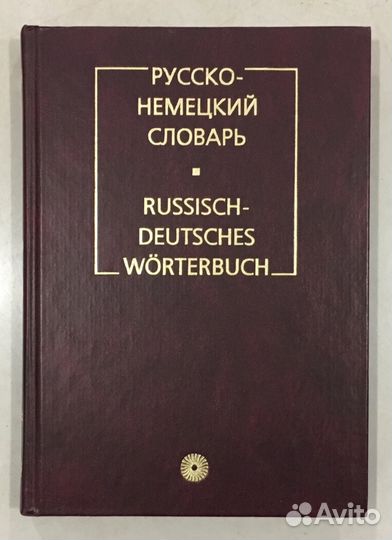 РУССКО-
НЕМЕЦКИЙ
СЛОВАРЬ
RUSSISCH-
DEUTSCHES
WÖRTERBUCH
Avito